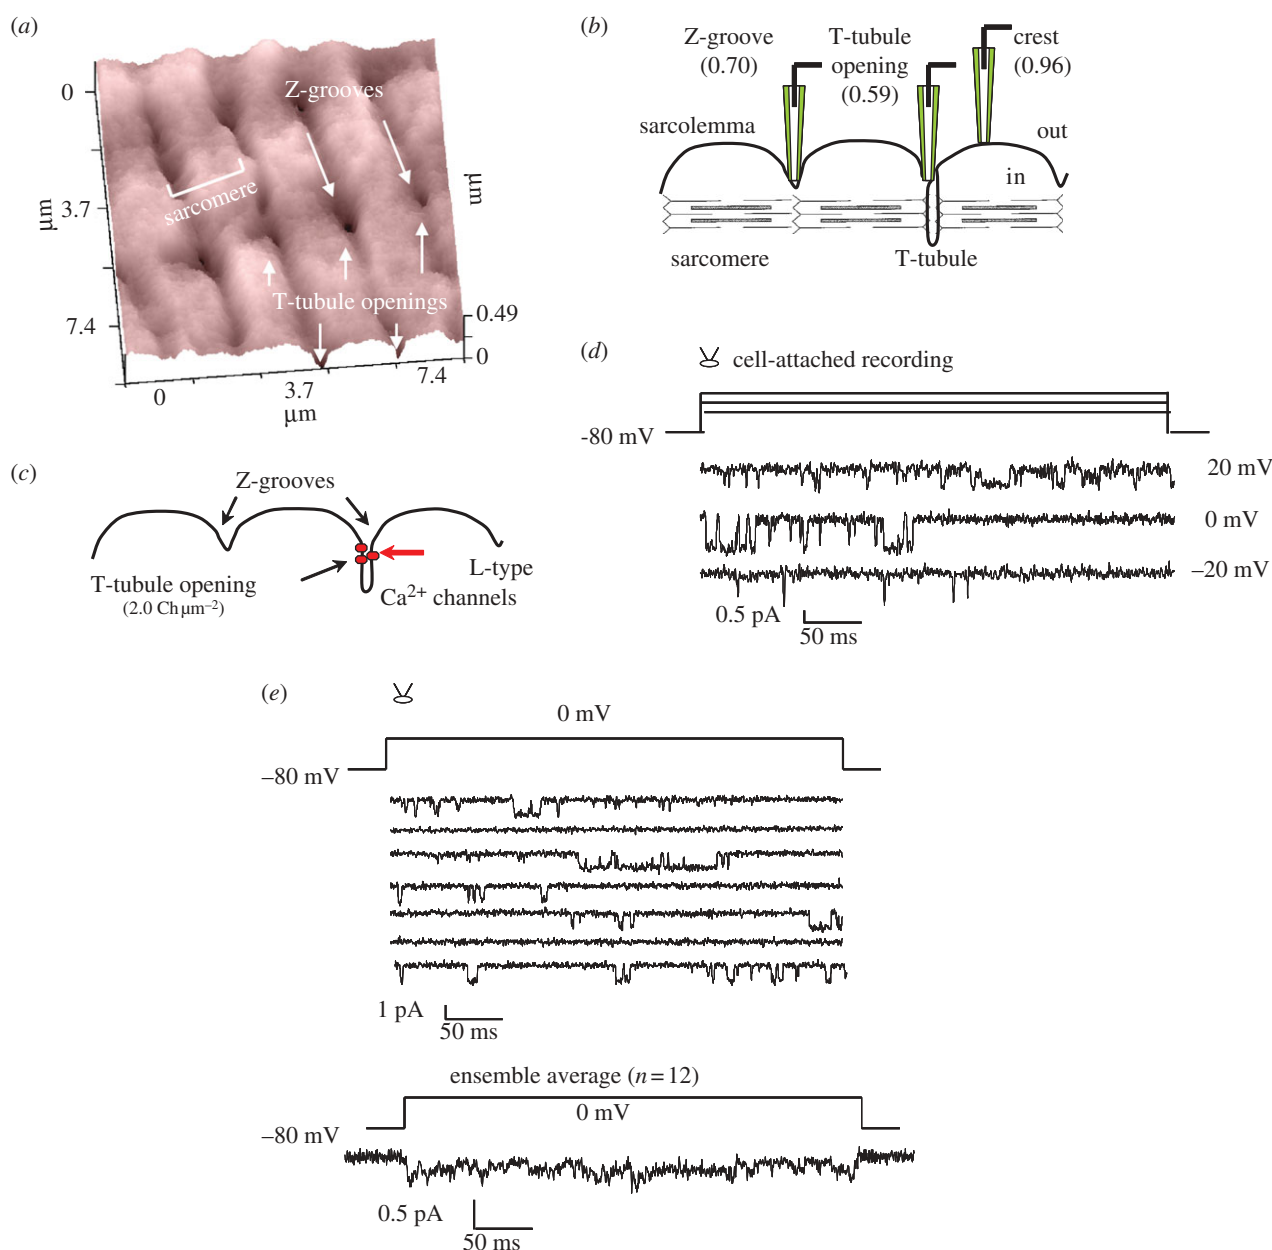 (a)
0
3.7
7.4
μm
Z-grooves
sarcomere
T-tubule openings
μm
0.49
0
0
3.7
7.4
μm
(b)
Z-groove
(0.70)
T-tubule
opening
(0.59)
crest
(0.96)
sarcolemma
out
in
sarcomere
T-tubule
(c)
Z-grooves
T-tubule opening
(2.0 Ch μm⁻²)
L-type
Ca²⁺ channels
(d)
cell-attached recording
-80 mV
20 mV
0 mV
–20 mV
0.5 pA
50 ms
(e)
0 mV
–80 mV
1 pA
50 ms
ensemble average (n = 12)
0 mV
–80 mV
0.5 pA
50 ms